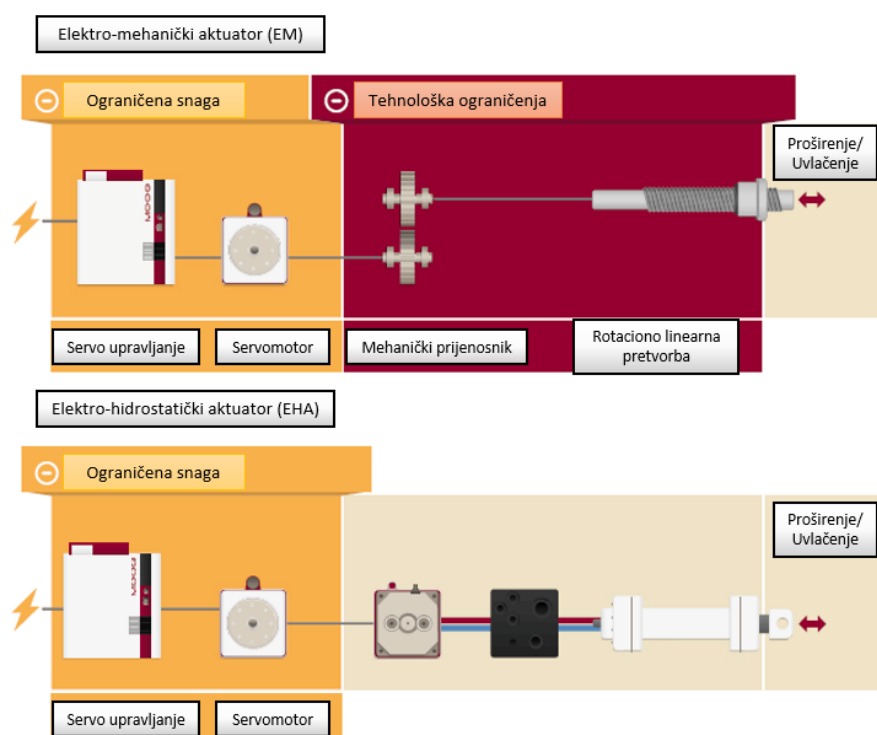 Elektro-mehanički aktuator (EM)
Ograničena snaga
Tehnološka ograničenja
Proširenje/
Uvlačenje
MOOG
Servo upravljanje
Servomotor
Mehanički prijenosnik
Rotaciono linearna
pretvorba
Elektro-hidrostatički aktuator (EHA)
Ograničena snaga
Proširenje/
Uvlačenje
MOOG
Servo upravljanje
Servomotor